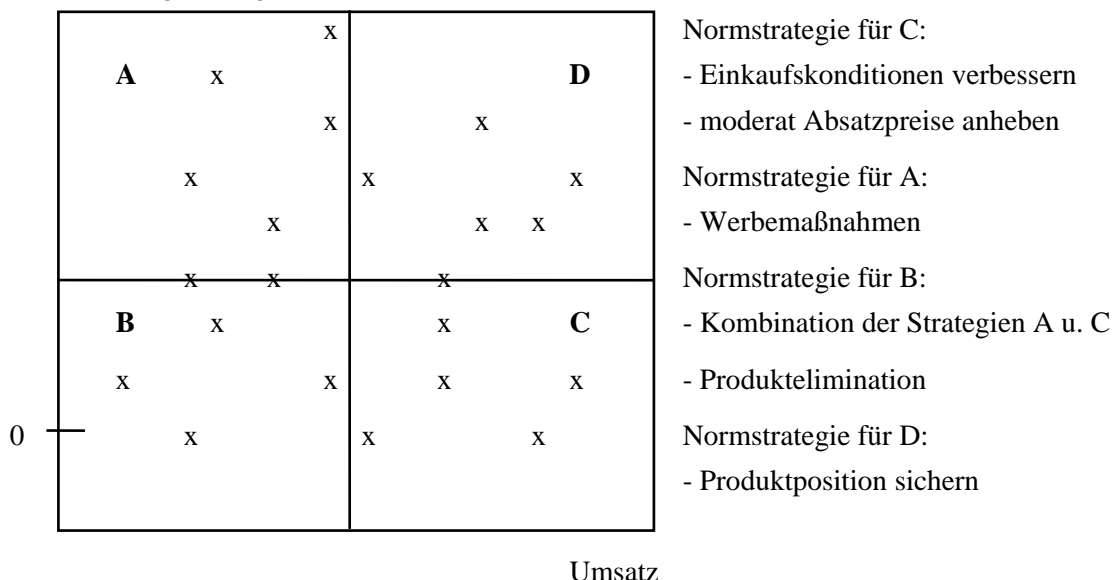 x Normstrategie für C:
A x D - Einkaufskonditionen verbessern
x x - moderat Absatzpreise anheben
x x x Normstrategie für A:
x x x - Werbemaßnahmen
x x x Normstrategie für B:
B x x C - Kombination der Strategien A u. C
x x x x - Produktelimination
0 x x x Normstrategie für D:
- Produktposition sichern
Umsatz